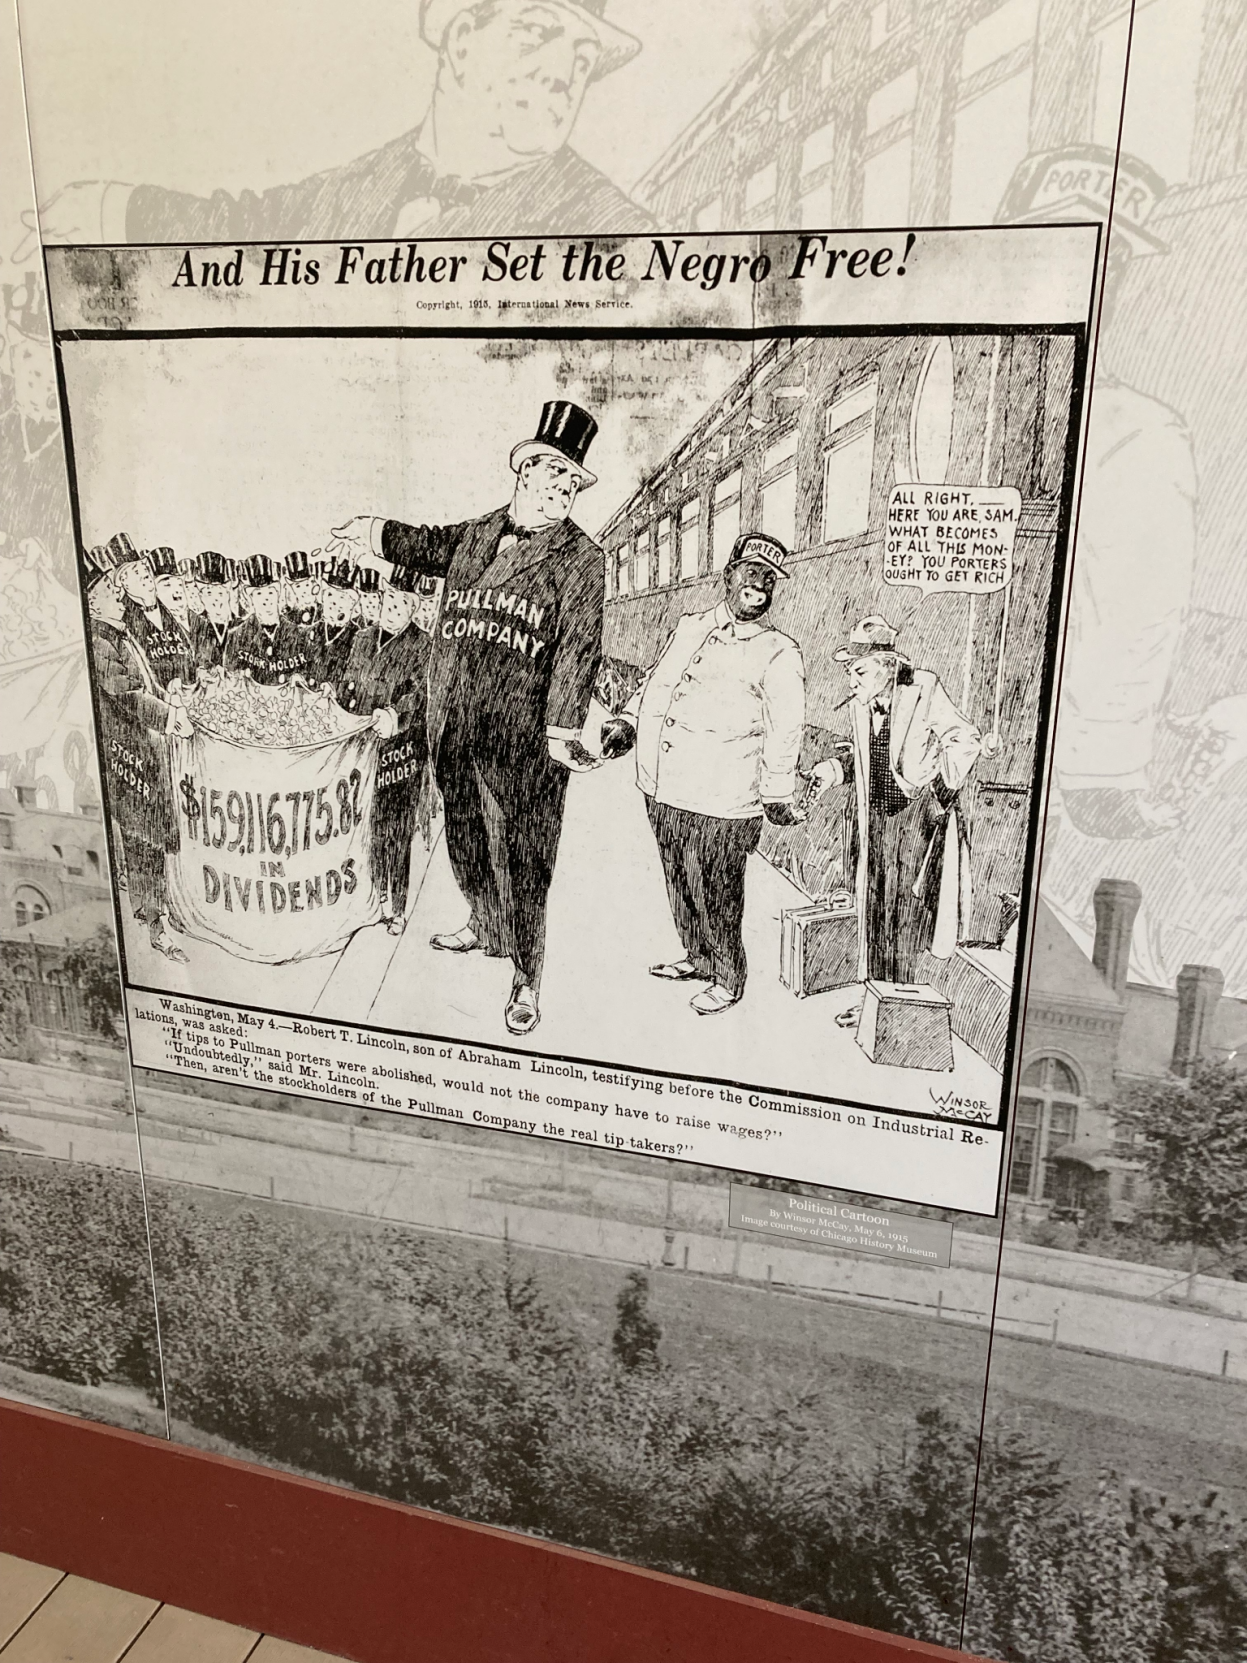 And His Father Set the Negro Free!
Copyright, 1915, International News Service.
ALL RIGHT,
HERE YOU ARE, SAM.
WHAT BECOMES
OF ALL THIS MON-
-EY? YOU PORTERS
OUGHT TO GET RICH
PORTER
PORTER
PULLMAN
COMPANY
STOCK
HOLDER
STOCK HOLDER
STOCK
HOLDER
STOCK
HOLDER
$159,116,775.82
IN
DIVIDENDS
WINSOR
McCAY
Washington, May 4.—Robert T. Lincoln, son of Abraham Lincoln, testifying before the Commission on Industrial Re-
lations, was asked:
"If tips to Pullman porters were abolished, would not the company have to raise wages?"
"Undoubtedly," said Mr. Lincoln.
"Then, aren't the stockholders of the Pullman Company the real tip-takers?"
Political Cartoon
By Winsor McCay, May 6, 1915
Image courtesy of Chicago History Museum